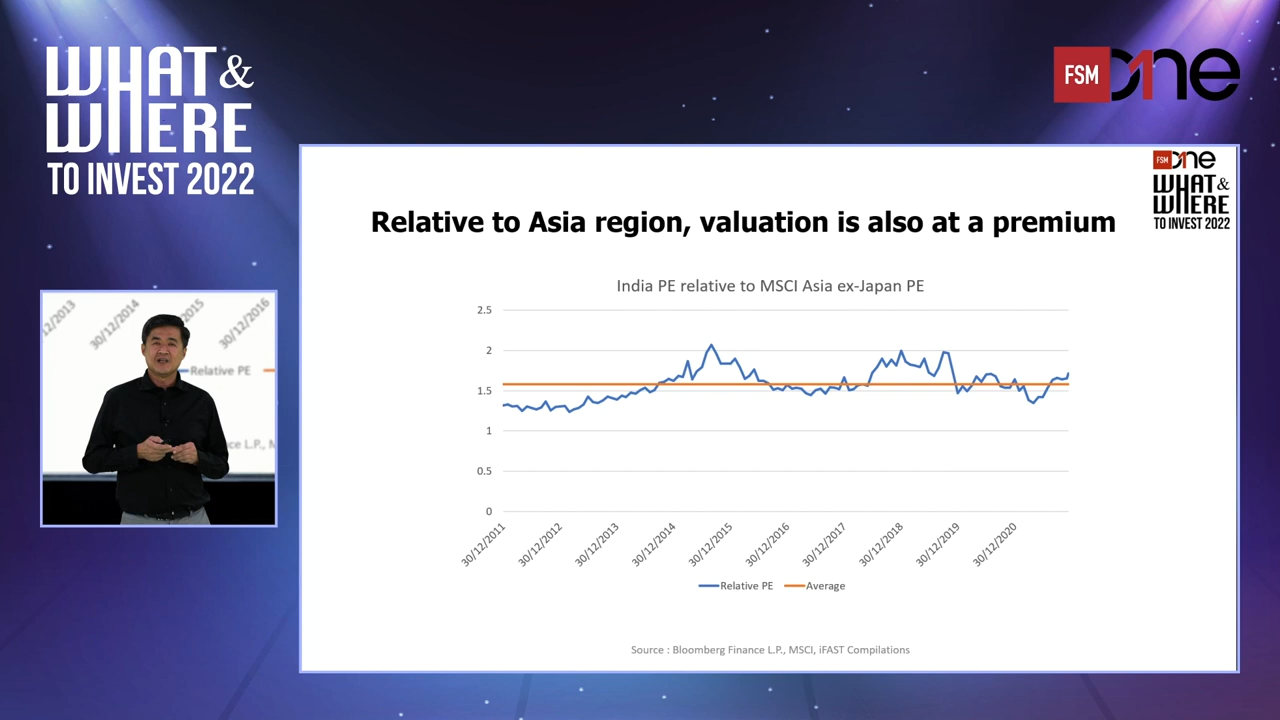 WHAT &
WHERE
TO INVEST 2022
FSM One
FSM One
WHAT &
WHERE
TO INVEST 2022
Relative to Asia region, valuation is also at a premium
India PE relative to MSCI Asia ex-Japan PE
2.5
2
1.5
1
0.5
0
30/12/2011
30/12/2012
30/12/2013
30/12/2014
30/12/2015
30/12/2016
30/12/2017
30/12/2018
30/12/2019
30/12/2020
Relative PE
Average
Source : Bloomberg Finance L.P., MSCI, iFAST Compilations
12/2013
30/12/2014
2015
30/12/2016
Relative PE
ce L.P., M